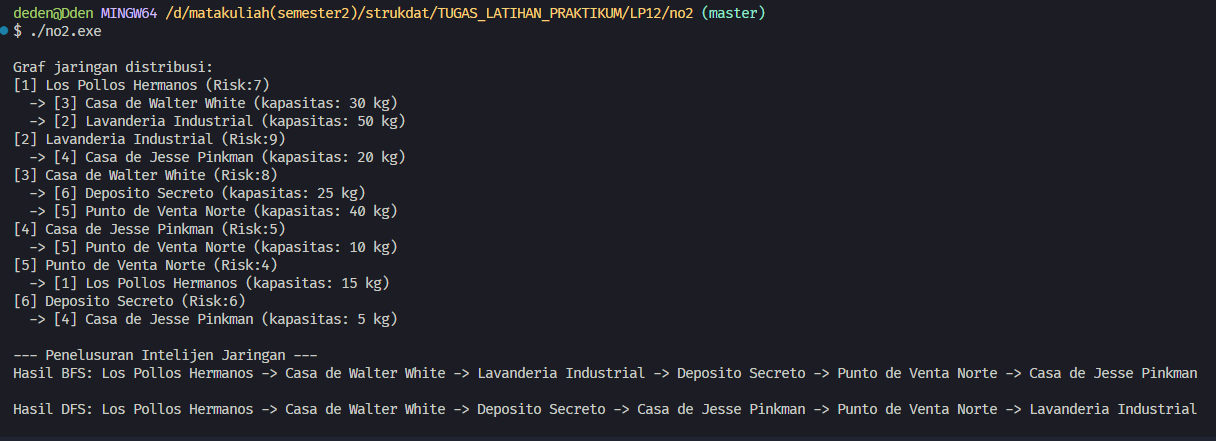 deden@Dden MINGW64 /d/matakuliah(semester2)/strukdat/TUGAS_LATIHAN_PRAKTIKUM/LP12/no2 (master)
$ ./no2.exe
Graf jaringan distribusi:
[1] Los Pollos Hermanos (Risk:7)
  -> [3] Casa de Walter White (kapasitas: 30 kg)
  -> [2] Lavanderia Industrial (kapasitas: 50 kg)
[2] Lavanderia Industrial (Risk:9)
  -> [4] Casa de Jesse Pinkman (kapasitas: 20 kg)
[3] Casa de Walter White (Risk:8)
  -> [6] Deposito Secreto (kapasitas: 25 kg)
  -> [5] Punto de Venta Norte (kapasitas: 40 kg)
[4] Casa de Jesse Pinkman (Risk:5)
  -> [5] Punto de Venta Norte (kapasitas: 10 kg)
[5] Punto de Venta Norte (Risk:4)
  -> [1] Los Pollos Hermanos (kapasitas: 15 kg)
[6] Deposito Secreto (Risk:6)
  -> [4] Casa de Jesse Pinkman (kapasitas: 5 kg)
--- Penelusuran Intelijen Jaringan ---
Hasil BFS: Los Pollos Hermanos -> Casa de Walter White -> Lavanderia Industrial -> Deposito Secreto -> Punto de Venta Norte -> Casa de Jesse Pinkman
Hasil DFS: Los Pollos Hermanos -> Casa de Walter White -> Deposito Secreto -> Casa de Jesse Pinkman -> Punto de Venta Norte -> Lavanderia Industrial